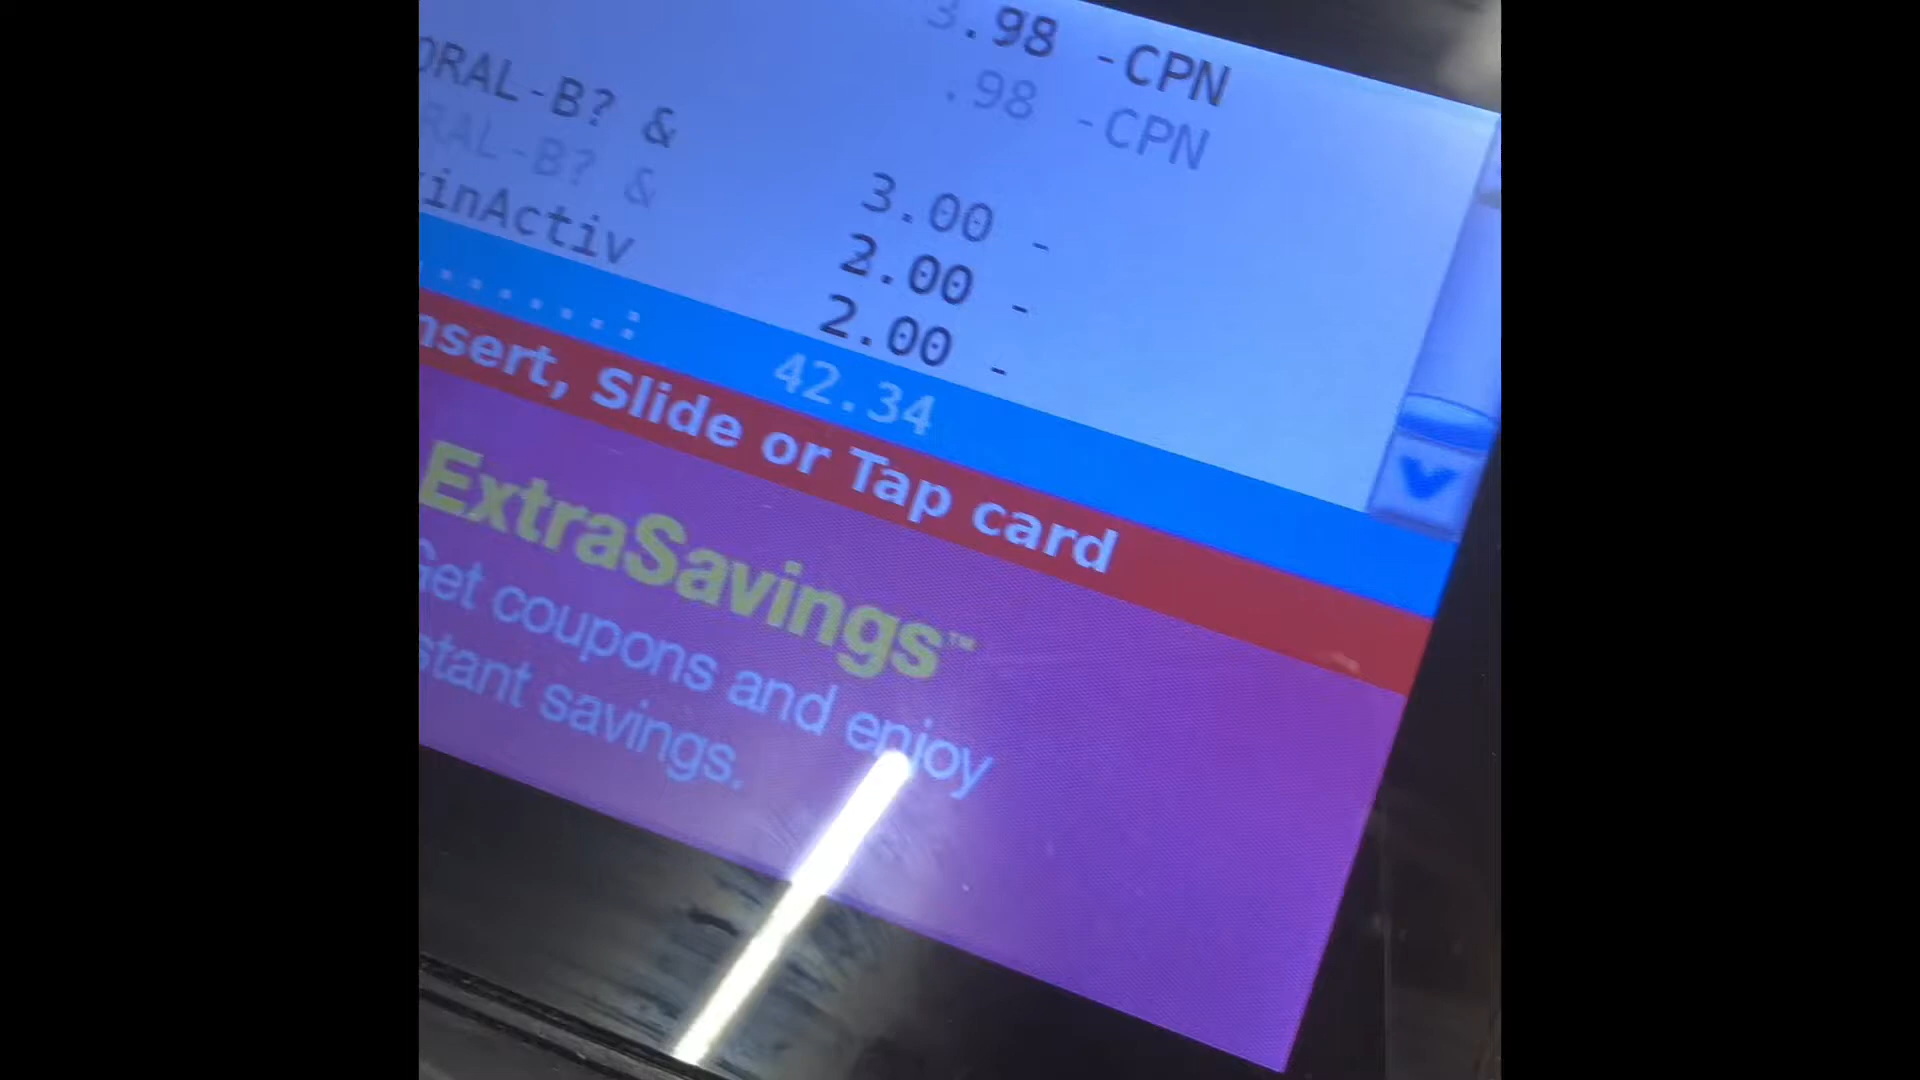 .98 -CPN
.98 -CPN
ORAL-B? & 3.00 -
RAL-B? & .00 -
inActiv 2.00 -
.......: 42.34
nsert, Slide or Tap card
ExtraSavings™
Get coupons and enjoy
stant savings.